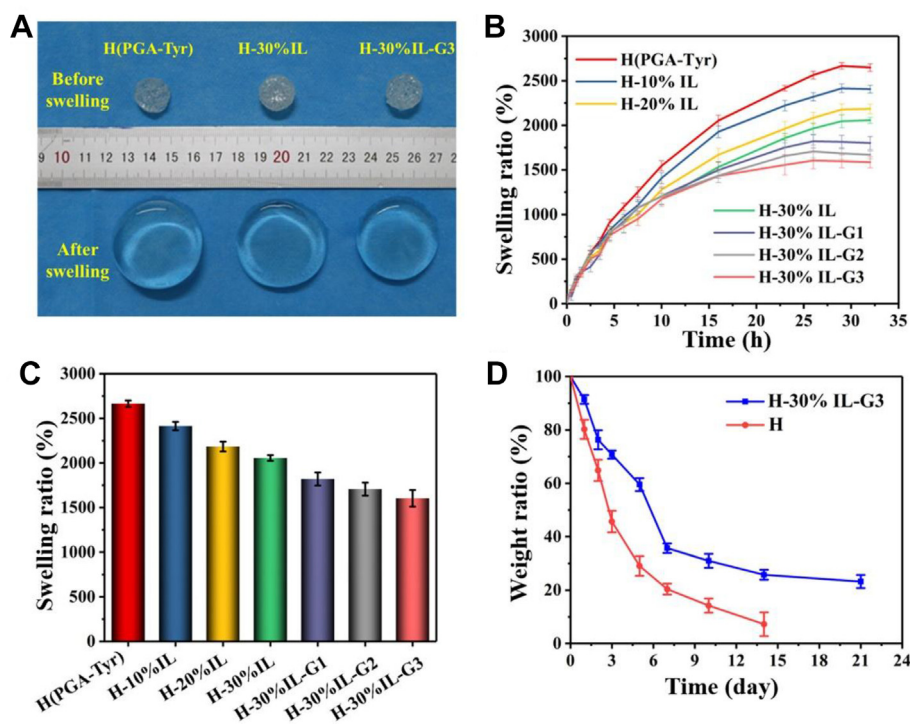 A
H(PGA-Tyr) H-30%IL H-30%IL-G3
Before
swelling
9 10 11 12 13 14 15 16 17 18 19 20 21 22 23 24 25 26 27 2
After
swelling
B
Swelling ratio (%)
3000
2500
2000
1500
1000
500
0
H(PGA-Tyr)
H-10% IL
H-20% IL
H-30% IL
H-30% IL-G1
H-30% IL-G2
H-30% IL-G3
0 5 10 15 20 25 30 35
Time (h)
C
Swelling ratio (%)
3000
2500
2000
1500
1000
500
0
H(PGA-Tyr)
H-10%IL
H-20%IL
H-30%IL
H-30%IL-G1
H-30%IL-G2
H-30%IL-G3
D
Weight ratio (%)
100
80
60
40
20
0
H-30% IL-G3
H
0 3 6 9 12 15 18 21 24
Time (day)